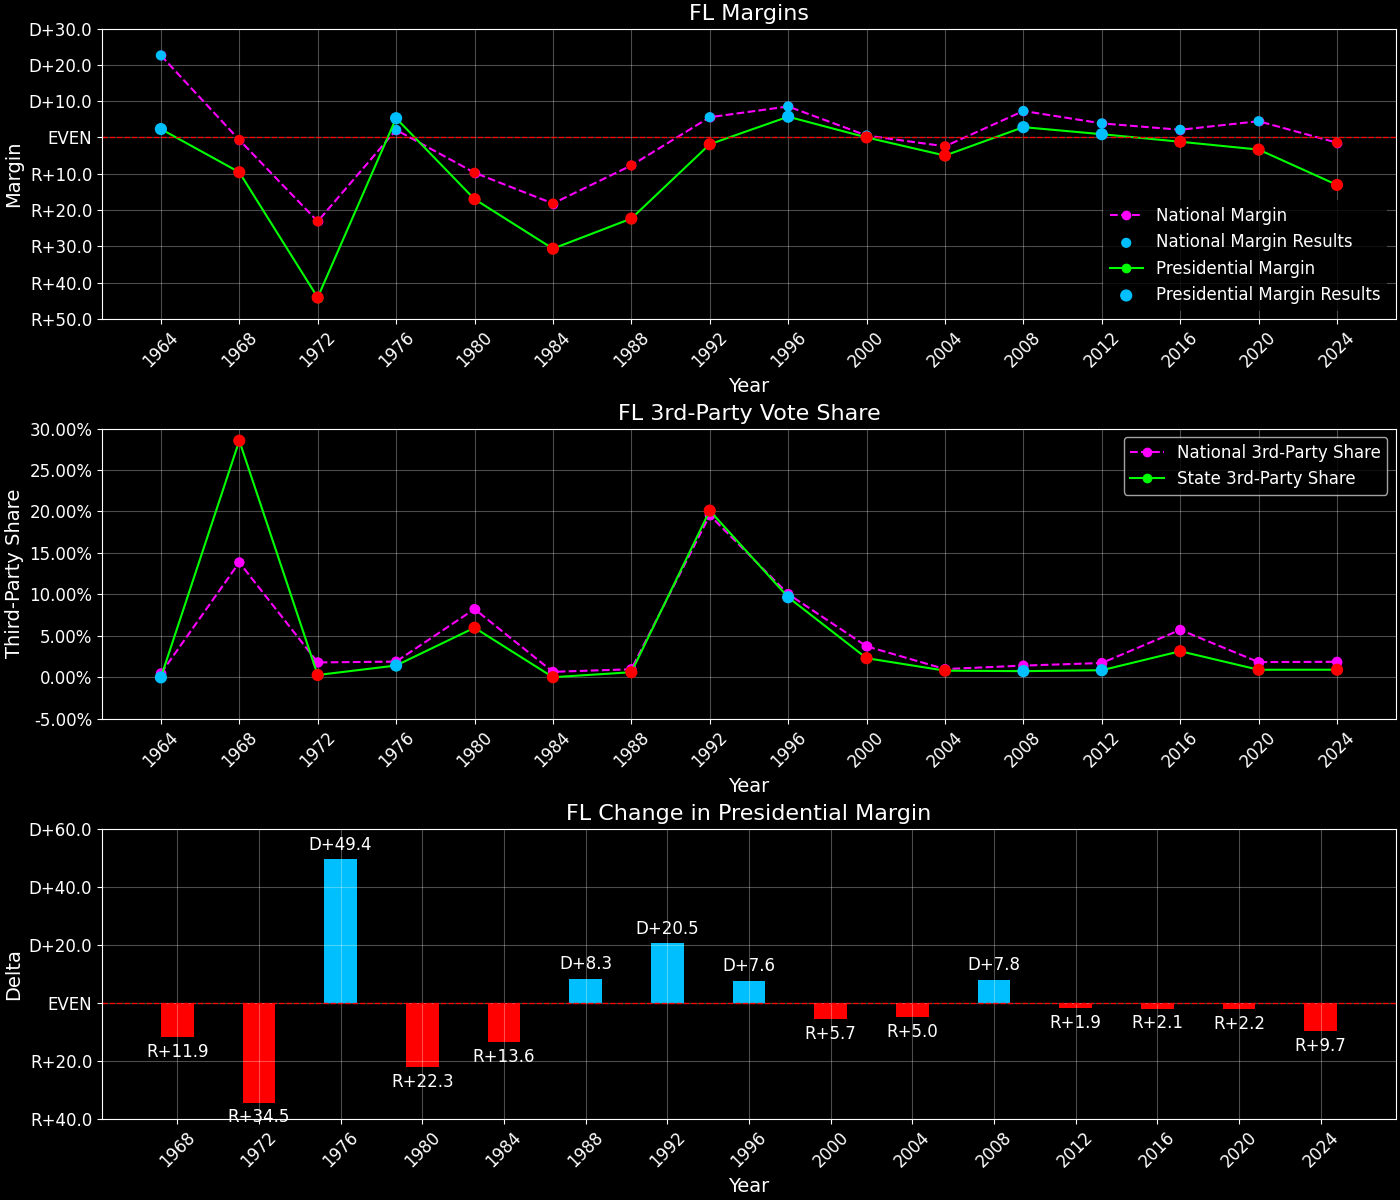 FL Margins
D+30.0
D+20.0
D+10.0
EVEN
R+10.0
R+20.0
R+30.0
R+40.0
R+50.0
Margin
National Margin
National Margin Results
Presidential Margin
Presidential Margin Results
1964 1968 1972 1976 1980 1984 1988 1992 1996 2000 2004 2008 2012 2016 2020 2024
Year
FL 3rd-Party Vote Share
30.00%
25.00%
20.00%
15.00%
10.00%
5.00%
0.00%
-5.00%
Third-Party Share
National 3rd-Party Share
State 3rd-Party Share
1964 1968 1972 1976 1980 1984 1988 1992 1996 2000 2004 2008 2012 2016 2020 2024
Year
FL Change in Presidential Margin
D+60.0
D+40.0
D+20.0
EVEN
R+20.0
R+40.0
Delta
R+11.9
R+34.5
D+49.4
R+22.3
R+13.6
D+8.3
D+20.5
D+7.6
R+5.7
R+5.0
D+7.8
R+1.9
R+2.1
R+2.2
R+9.7
1968 1972 1976 1980 1984 1988 1992 1996 2000 2004 2008 2012 2016 2020 2024
Year